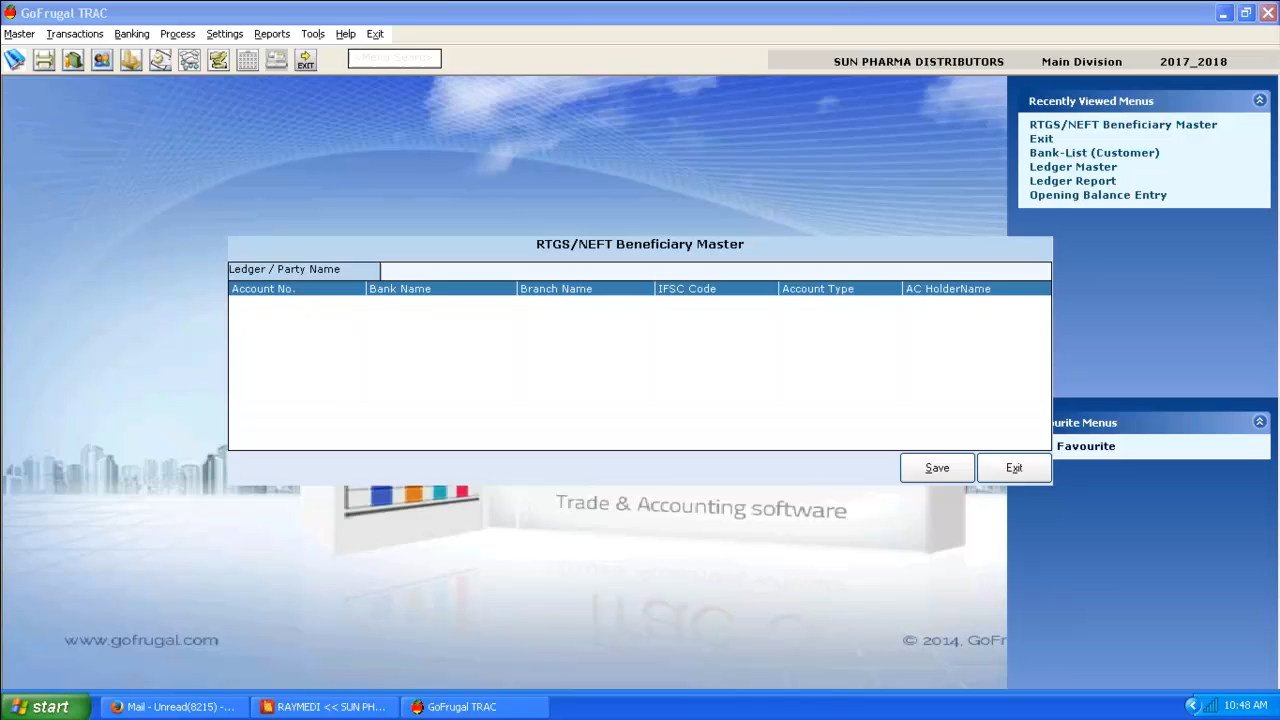 GoFrugal TRAC
Master Transactions Banking Process Settings Reports Tools Help Exit
EXIT
SUN PHARMA DISTRIBUTORS Main Division 2017_2018
Recently Viewed Menus
RTGS/NEFT Beneficiary Master
Exit
Bank-List (Customer)
Ledger Master
Ledger Report
Opening Balance Entry
RTGS/NEFT Beneficiary Master
Ledger / Party Name
Account No. Bank Name Branch Name IFSC Code Account Type AC HolderName
urite Menus
Favourite
Save Exit
Trade & Accounting software
www.gofrugal.com
© 2014, GoFr
start
Mail - Unread(8215) -...
RAYMEDI << SUN PH...
GoFrugal TRAC
10:48 AM